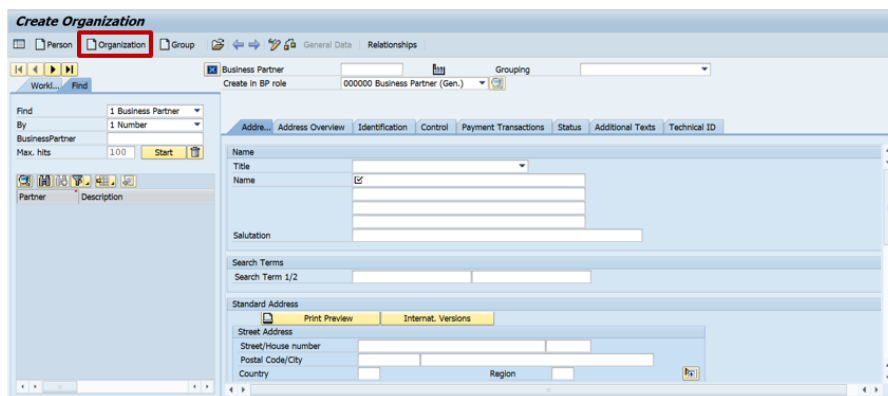 Create Organization
Person Organization Group General Data Relationships
Business Partner Grouping
Workl... Find Create in BP role 000000 Business Partner (Gen.)
Find 1 Business Partner
By 1 Number Addre... Address Overview Identification Control Payment Transactions Status Additional Texts Technical ID
BusinessPartner
Max. hits 100 Start Name
Title
Name
Partner Description
Salutation
Search Terms
Search Term 1/2
Standard Address
Print Preview Internat. Versions
Street Address
Street/House number
Postal Code/City
Country Region